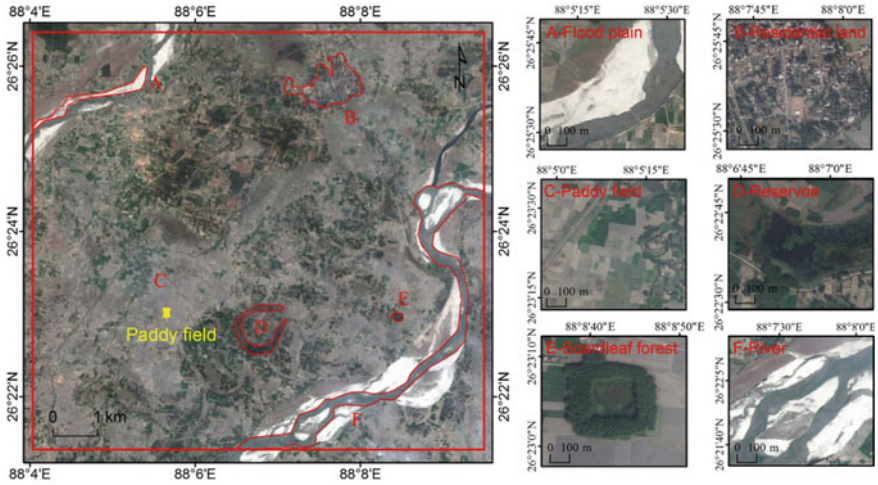 88°4'E
88°6'E
88°8'E
26°26'N
26°24'N
26°22'N
26°26'N
26°24'N
26°22'N
88°4'E
88°6'E
88°8'E
N
A
B
C
Paddy field
D
E
F
0 1 km
88°5'15"E 88°5'30"E
26°25'45"N
26°25'30"N
A-Flood plain
0 100 m
88°7'45"E 88°8'0"E
26°25'45"N
26°25'30"N
B-Residential land
0 100 m
88°5'0"E 88°5'15"E
26°23'30"N
26°23'15"N
C-Paddy field
0 100 m
88°6'45"E 88°7'0"E
26°22'45"N
26°22'30"N
D-Reservoir
0 100 m
88°8'40"E 88°8'50"E
26°23'10"N
26°23'0"N
E-Boardleaf forest
0 100 m
88°7'30"E 88°8'0"E
26°22'5"N
26°21'40"N
F-River
0 100 m